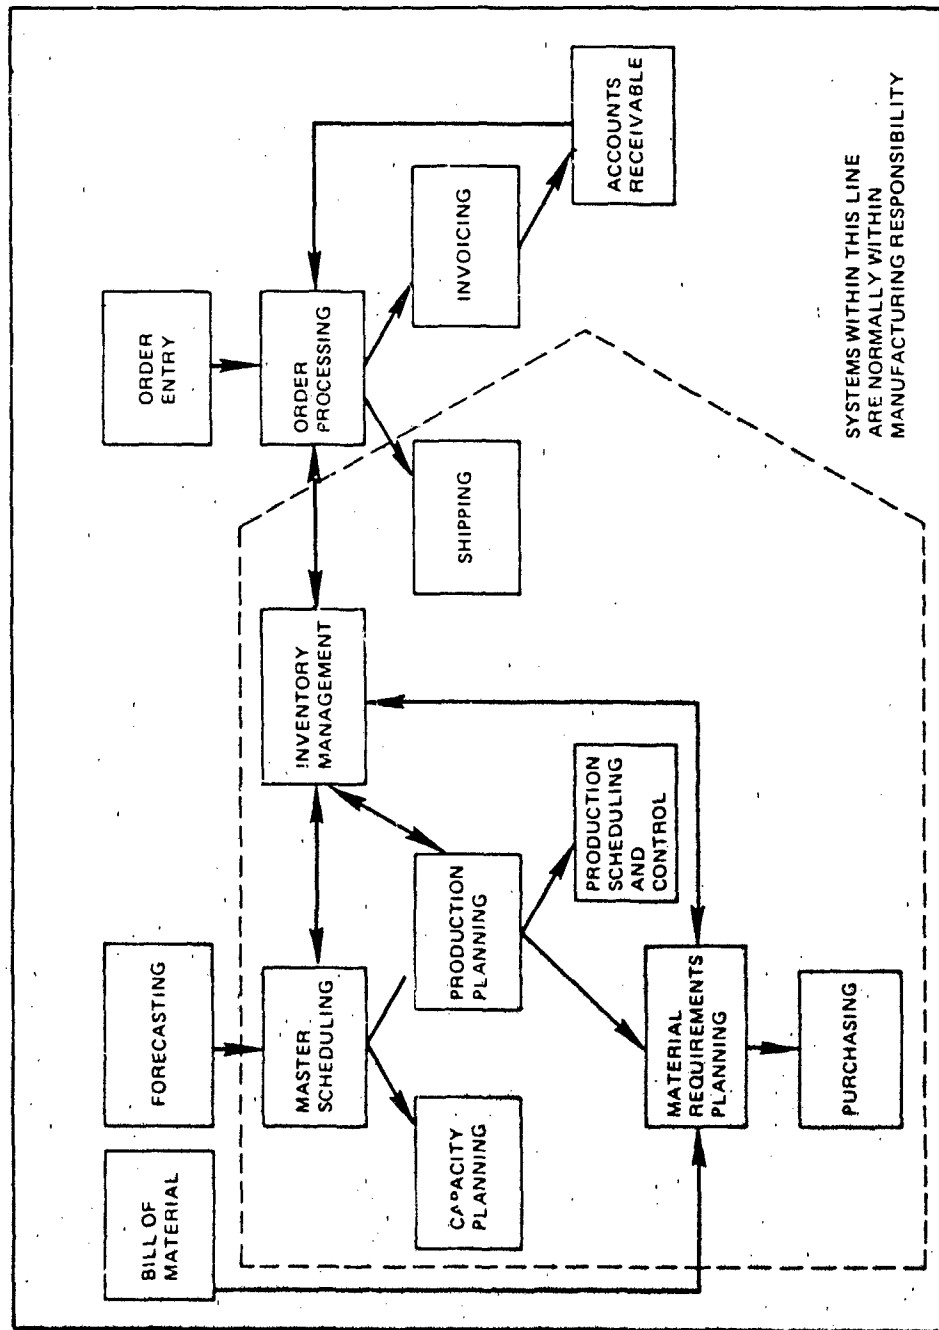 BILL OF
MATERIAL
FORECASTING
ORDER
ENTRY
MASTER
SCHEDULING
INVENTORY
MANAGEMENT
ORDER
PROCESSING
CAPACITY
PLANNING
PRODUCTION
PLANNING
SHIPPING
INVOICING
PRODUCTION
SCHEDULING
AND
CONTROL
ACCOUNTS
RECEIVABLE
MATERIAL
REQUIREMENTS
PLANNING
PURCHASING
SYSTEMS WITHIN THIS LINE
ARE NORMALLY WITHIN
MANUFACTURING RESPONSIBILITY